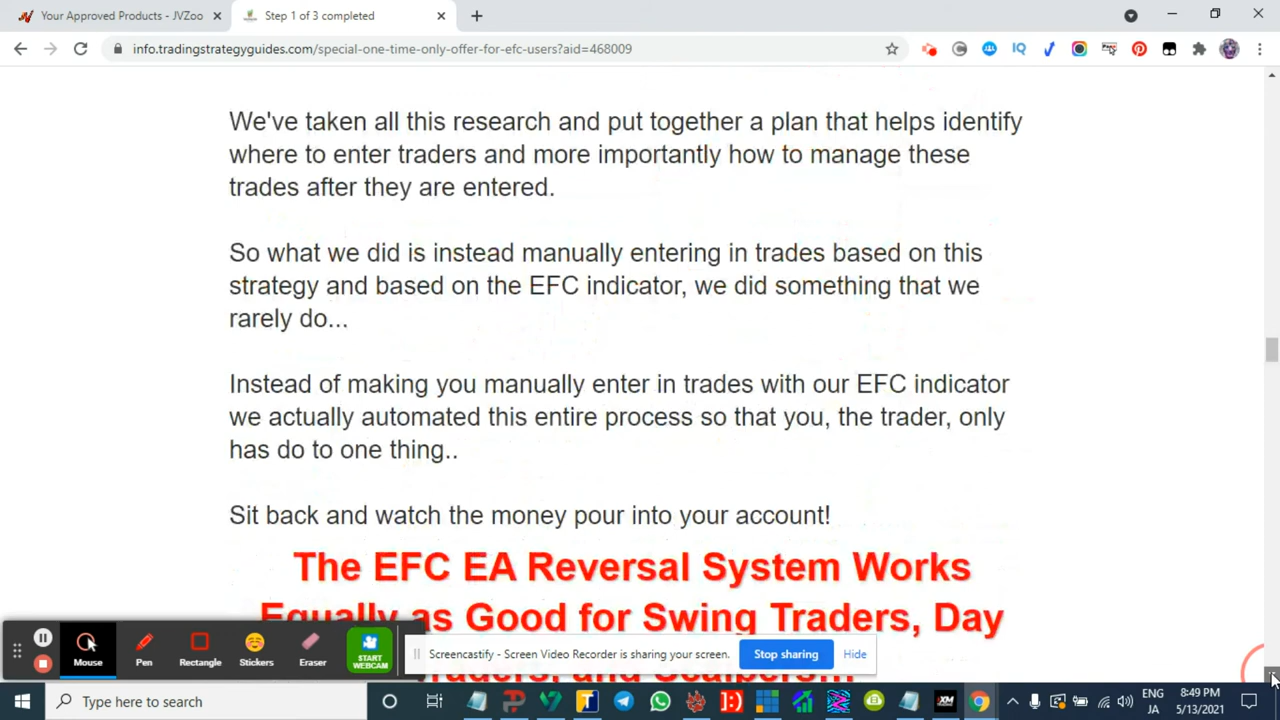 Your Approved Products - JVZoo
Step 1 of 3 completed
info.tradingstrategyguides.com/special-one-time-only-offer-for-efc-users?aid=468009
We've taken all this research and put together a plan that helps identify
where to enter traders and more importantly how to manage these
trades after they are entered.
So what we did is instead manually entering in trades based on this
strategy and based on the EFC indicator, we did something that we
rarely do...
Instead of making you manually enter in trades with our EFC indicator
we actually automated this entire process so that you, the trader, only
has do to one thing..
Sit back and watch the money pour into your account!
The EFC EA Reversal System Works
Equally as Good for Swing Traders, Day
Traders, and Scalpers...
Mouse
Pen
Rectangle
Stickers
Eraser
START
WEBCAM
Screencastify - Screen Video Recorder is sharing your screen.
Stop sharing
Hide
Type here to search
ENG
JA
8:49 PM
5/13/2021